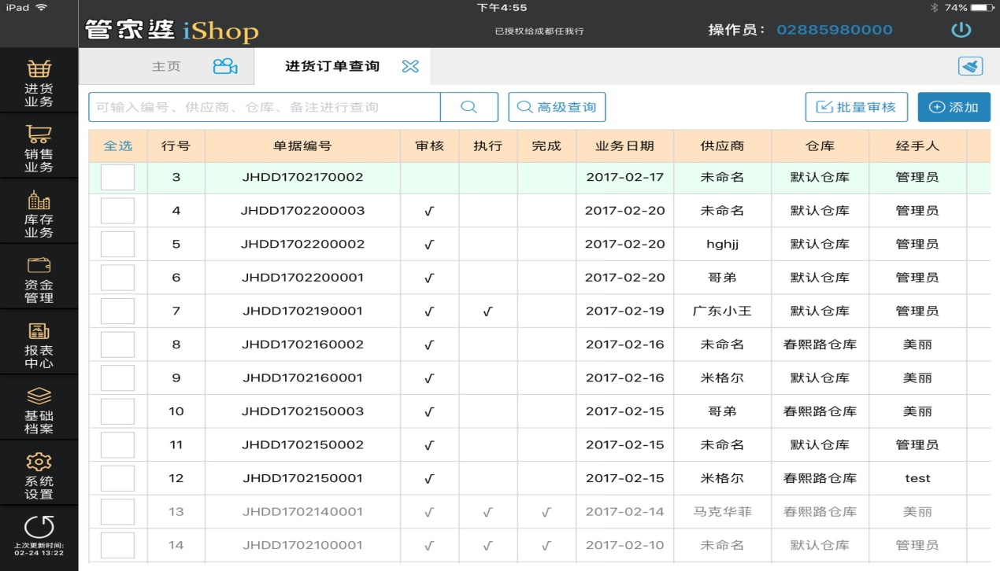 iPad 下午4:55 74%
管家婆 iShop 已授权给成都任我行 操作员: 02885980000
主页 进货订单查询
进货
业务
销售
业务
库存
业务
资金
管理
报表
中心
基础
档案
系统
设置
上次更新时间:
02-24 13:22
可输入编号、供应商、仓库、备注进行查询 高级查询 批量审核 添加
全选 行号 单据编号 审核 执行 完成 业务日期 供应商 仓库 经手人
3 JHDD1702170002 2017-02-17 未命名 默认仓库 管理员
4 JHDD1702200003 √ 2017-02-20 未命名 默认仓库 管理员
5 JHDD1702200002 √ 2017-02-20 hghjj 默认仓库 管理员
6 JHDD1702200001 √ 2017-02-20 哥弟 默认仓库 管理员
7 JHDD1702190001 √ √ 2017-02-19 广东小王 默认仓库 管理员
8 JHDD1702160002 √ 2017-02-16 未命名 春熙路仓库 美丽
9 JHDD1702160001 √ 2017-02-16 米格尔 默认仓库 美丽
10 JHDD1702150003 √ 2017-02-15 哥弟 春熙路仓库 美丽
11 JHDD1702150002 √ 2017-02-15 未命名 默认仓库 管理员
12 JHDD1702150001 √ 2017-02-15 米格尔 春熙路仓库 test
13 JHDD1702140001 √ √ √ 2017-02-14 马克华菲 春熙路仓库 美丽
14 JHDD1702100001 √ √ √ 2017-02-10 未命名 默认仓库 管理员